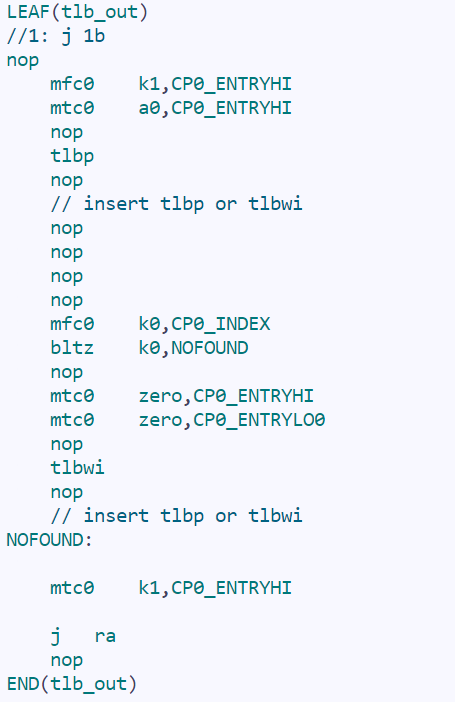 LEAF(tlb_out)
//1: j 1b
nop
    mfc0    k1,CP0_ENTRYHI
    mtc0    a0,CP0_ENTRYHI
    nop
    tlbp
    nop
    // insert tlbp or tlbwi
    nop
    nop
    nop
    nop
    mfc0    k0,CP0_INDEX
    bltz    k0,NOFOUND
    nop
    mtc0    zero,CP0_ENTRYHI
    mtc0    zero,CP0_ENTRYLO0
    nop
    tlbwi
    nop
    // insert tlbp or tlbwi
NOFOUND:

    mtc0    k1,CP0_ENTRYHI

    j   ra
    nop
END(tlb_out)